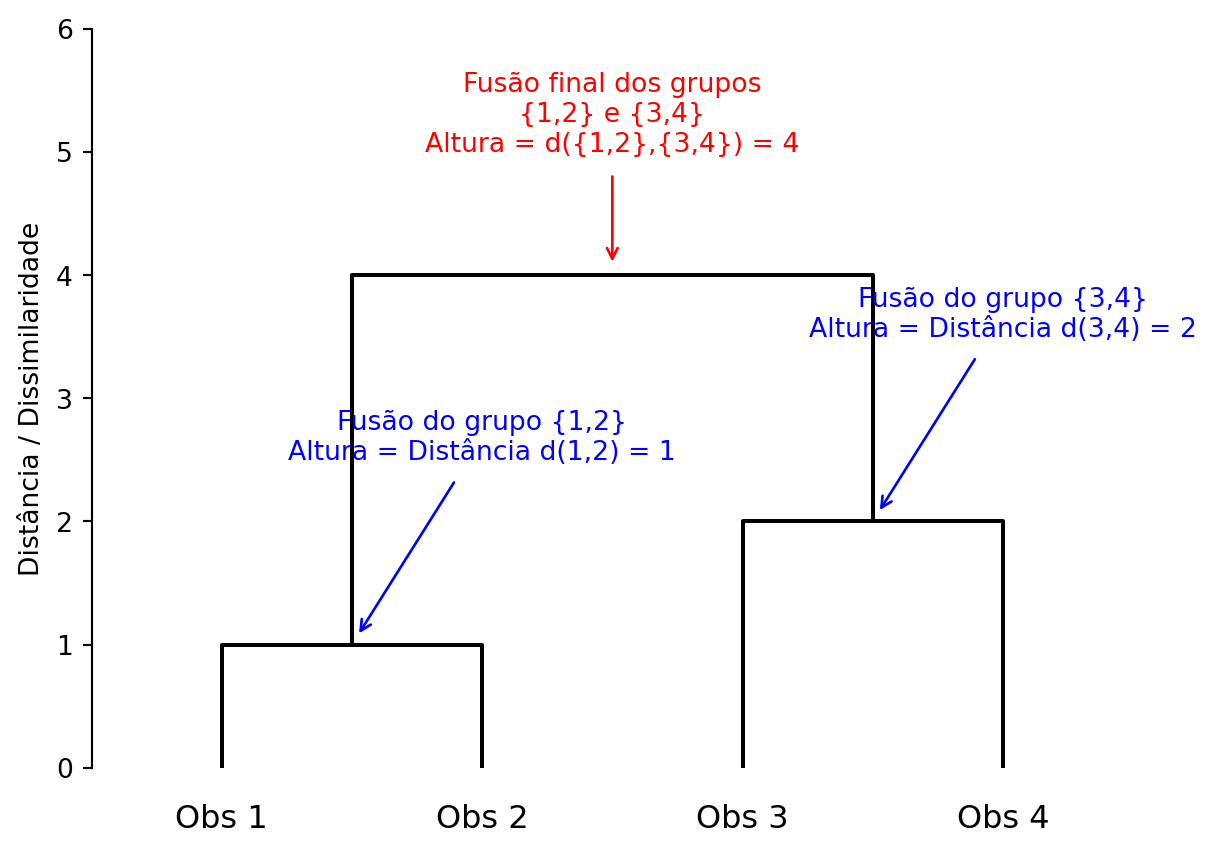 6
Fusão final dos grupos
{1,2} e {3,4}
Altura = d({1,2},{3,4}) = 4
5
4
Fusão do grupo {3,4}
Altura = Distância d(3,4) = 2
3
Fusão do grupo {1,2}
Altura = Distância d(1,2) = 1
2
1
0
Distância / Dissimilaridade
Obs 1
Obs 2
Obs 3
Obs 4